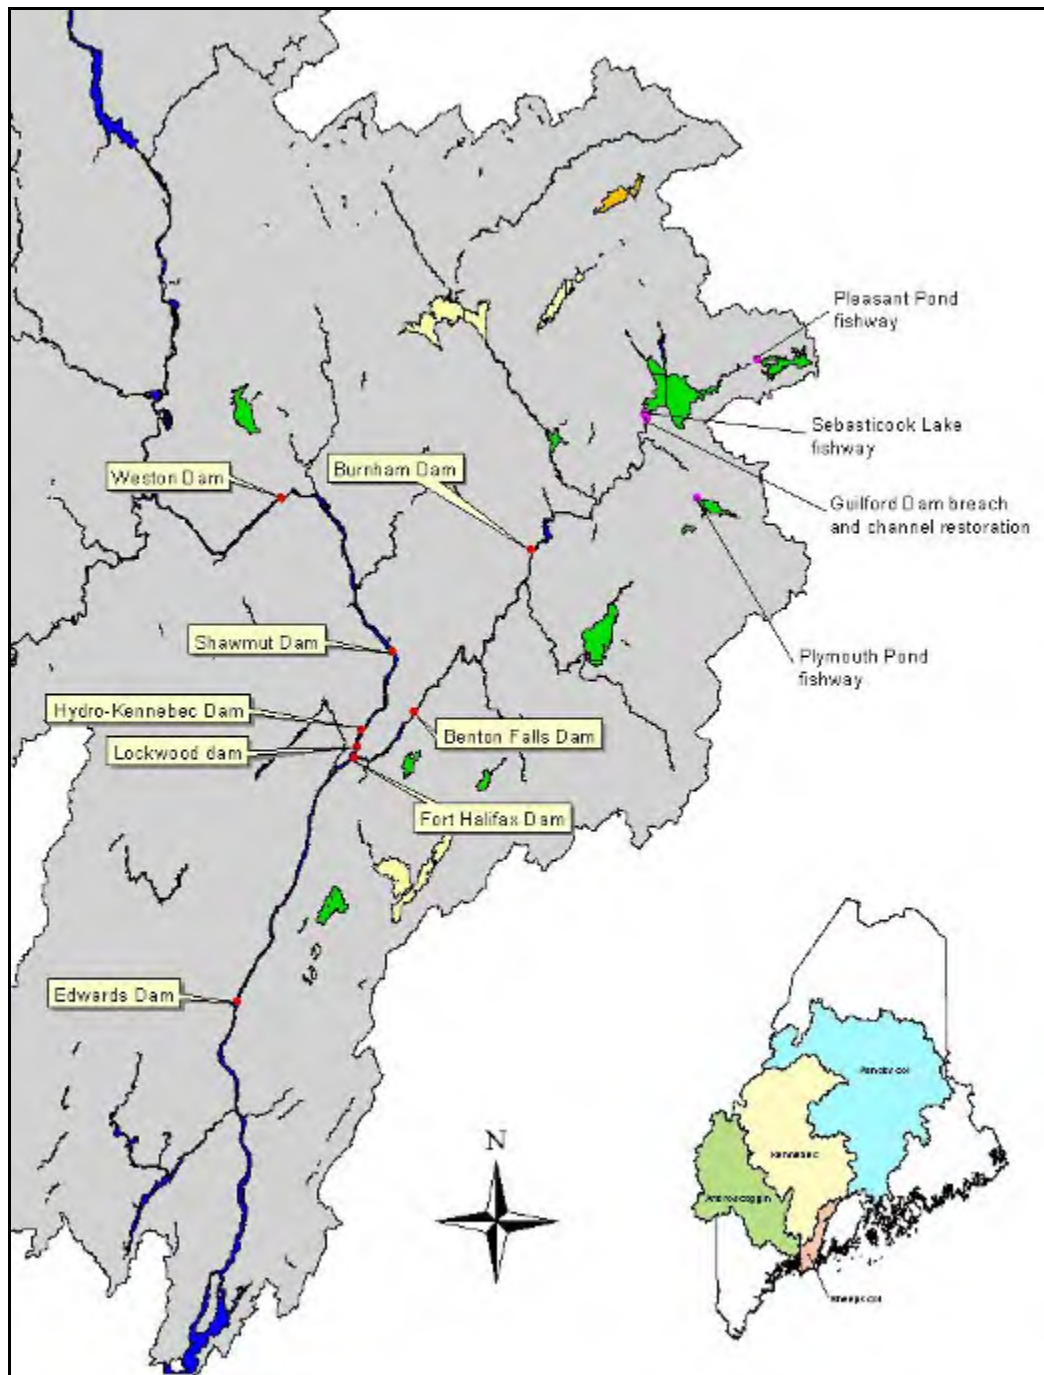 Pleasant Pond
fishway
Sebasticook Lake
fishway
Burnham Dam
Weston Dam
Guilford Dam breach
and channel restoration
Shawmut Dam
Plymouth Pond
fishway
Hydro-Kennebec Dam
Benton Falls Dam
Lockwood dam
Fort Halifax Dam
Edwards Dam
N
Kennebec
Androscoggin